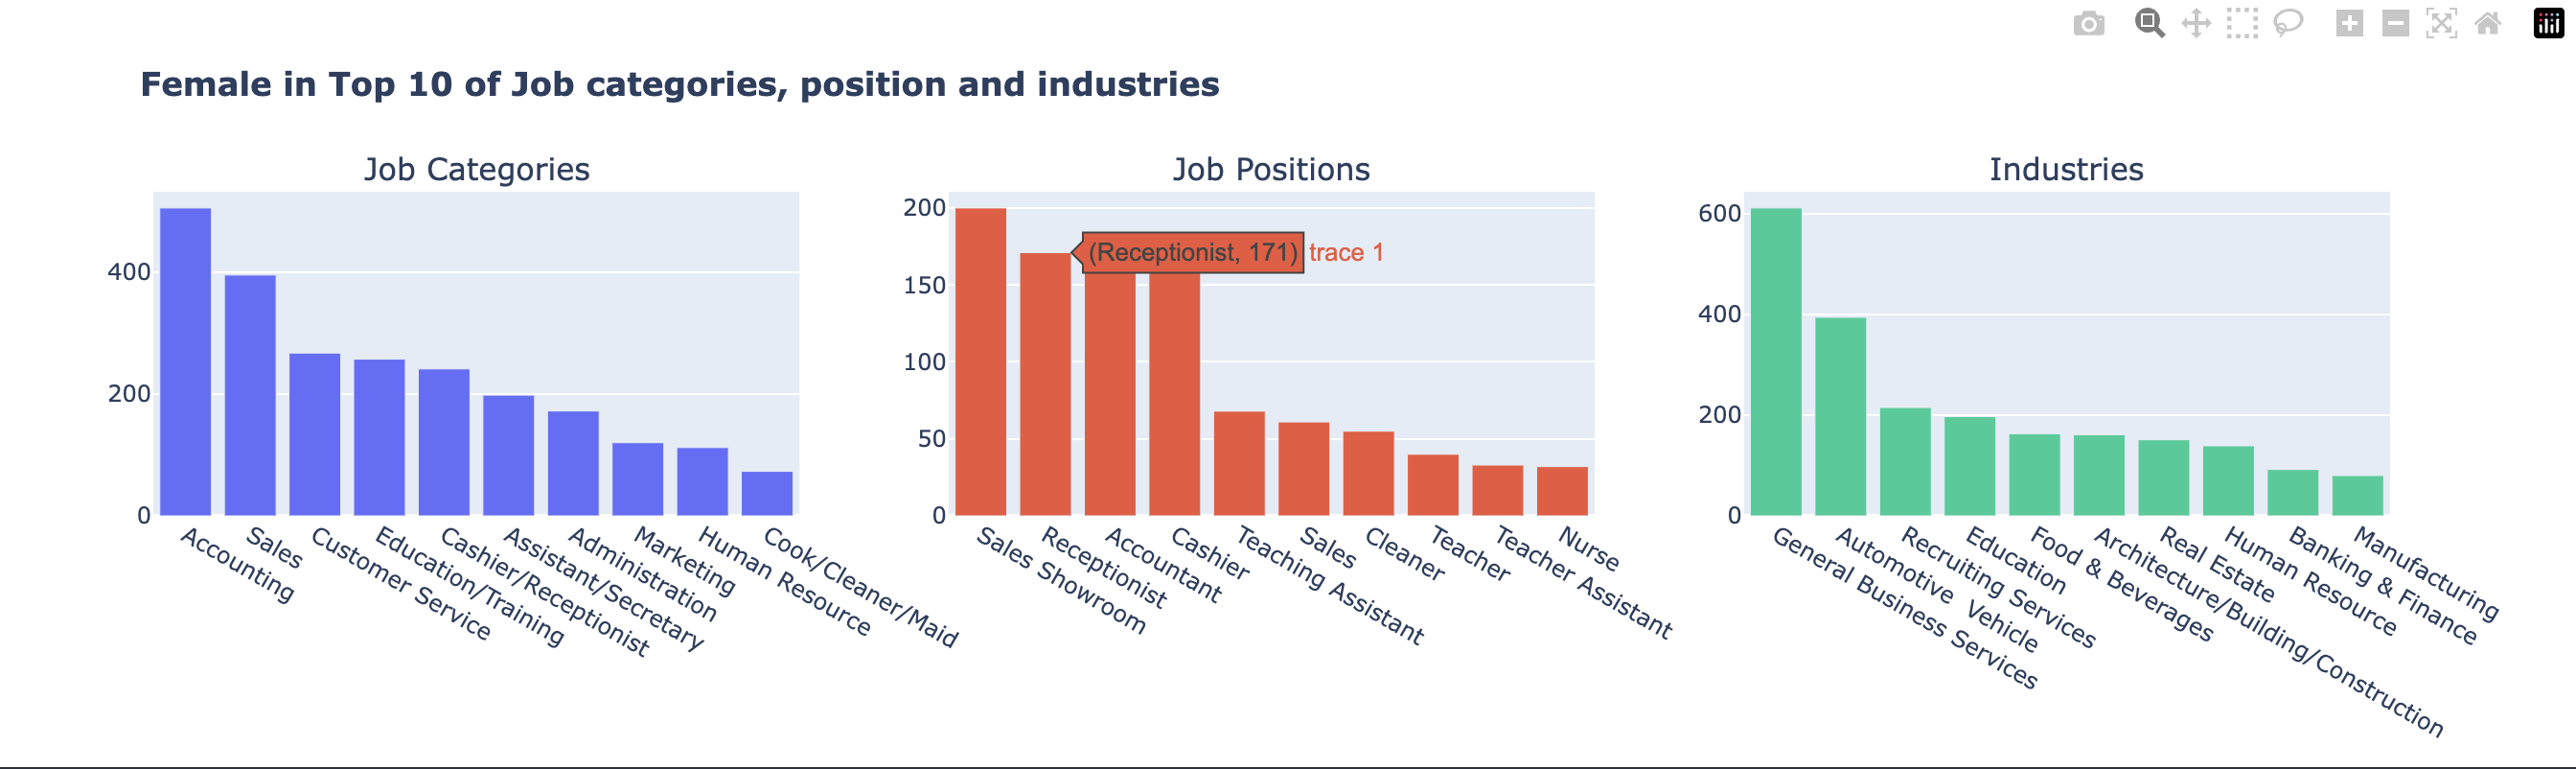 Female in Top 10 of Job categories, position and industries
Job Categories
400
200
0
Accounting
Sales
Customer Service
Education/Training
Cashier/Receptionist
Assistant/Secretary
Administration
Marketing
Human Resource
Cook/Cleaner/Maid
Job Positions
200
150
100
50
0
(Receptionist, 171) trace 1
Sales Showroom
Receptionist
Accountant
Cashier
Teaching Assistant
Sales
Cleaner
Teacher
Teacher Assistant
Nurse
Industries
600
400
200
0
General Business Services
Automotive Vehicle
Recruiting Services
Education
Food & Beverages
Architecture/Building/Construction
Real Estate
Human Resource
Banking & Finance
Manufacturing